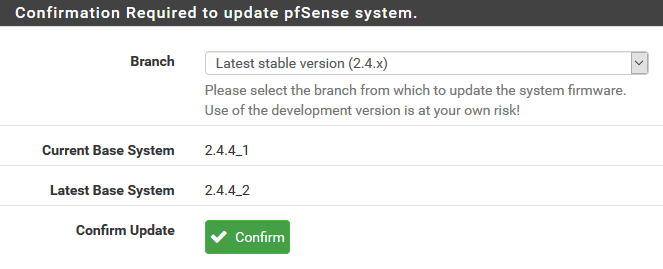 Confirmation Required to update pfSense system.
Branch
Latest stable version (2.4.x)
Please select the branch from which to update the system firmware.
Use of the development version is at your own risk!
Current Base System 2.4.4_1
Latest Base System 2.4.4_2
Confirm Update Confirm